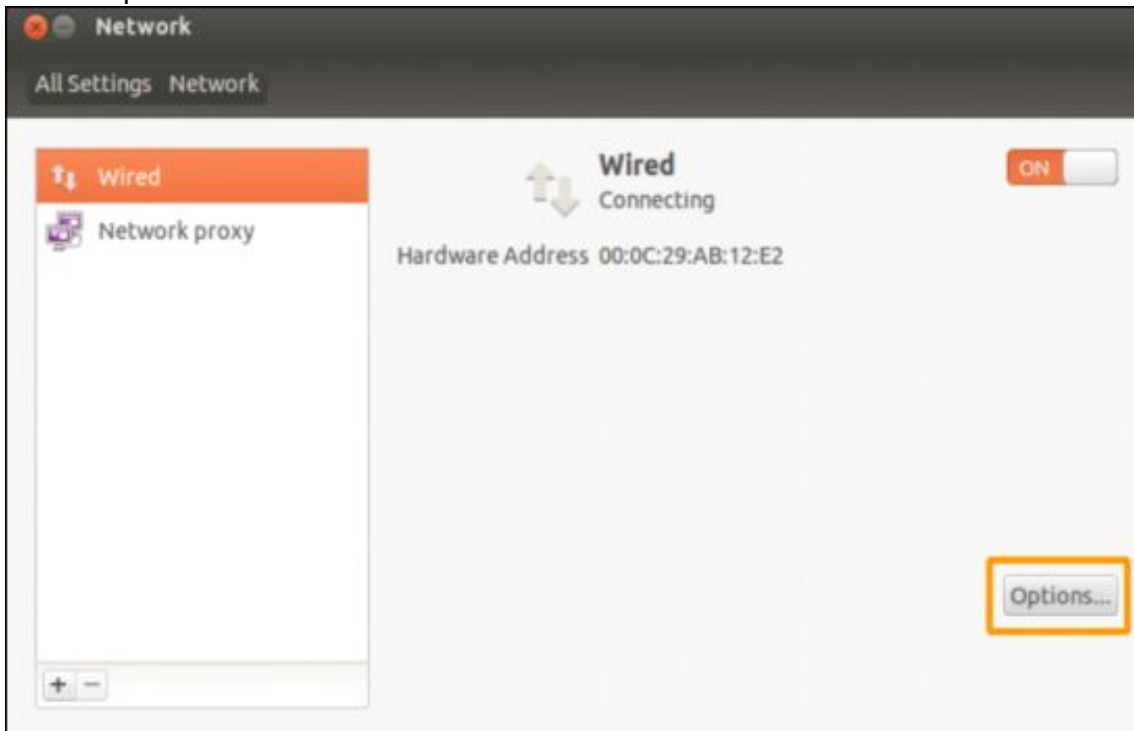 Network
All Settings Network
Wired
Network proxy
Wired
Connecting
ON
Hardware Address 00:0C:29:AB:12:E2
Options...
+ −